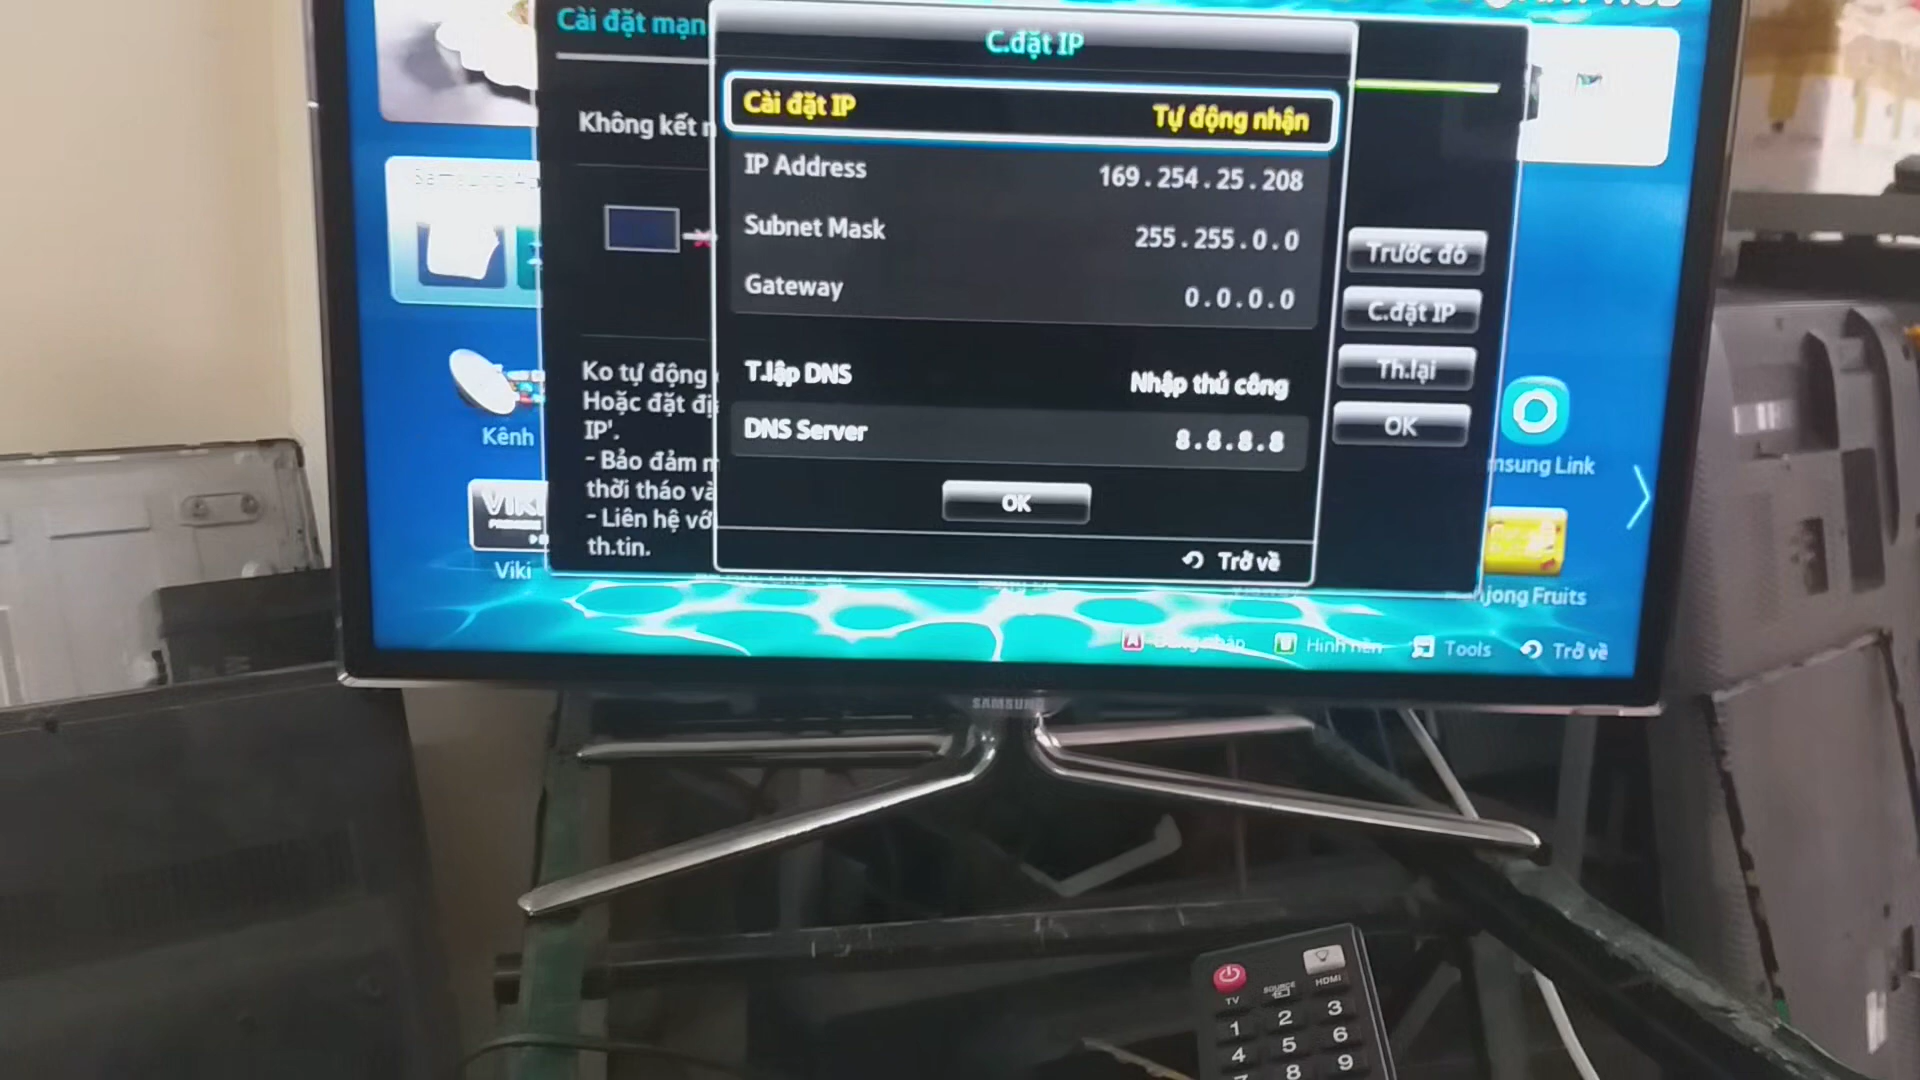 Cài đặt mạn
C.đặt IP
Cài đặt IP Tự động nhận
Không kết n
IP Address 169.254.25.208
Subnet Mask 255.255.0.0
Gateway 0.0.0.0
T.lập DNS Nhập thủ công
DNS Server 8.8.8.8
OK
Trở về
Ko tự động
Hoặc đặt đị
IP'.
- Bảo đảm m
thời tháo và
- Liên hệ vớ
th.tin.
Trước đó
C.đặt IP
Th.lại
OK
Kênh
Viki
msung Link
jong Fruits
A
Hình nền
Tools
Trở về
SAMSUNG
TV
SOURCE
HDMI
1 2 3
4 5 6
7 8 9